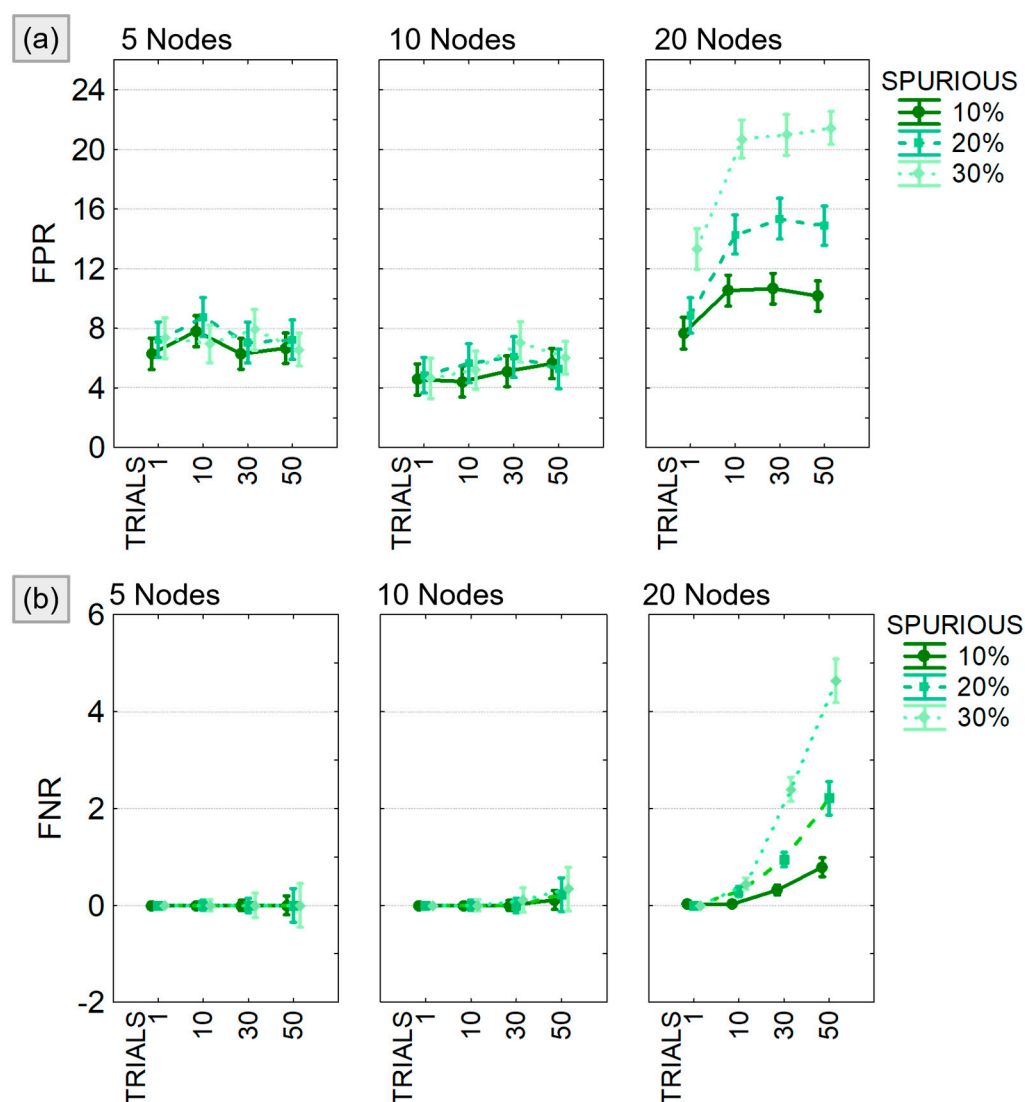 (a)
5 Nodes
10 Nodes
20 Nodes
FPR
24
20
16
12
8
4
0
TRIALS
1
10
30
50
TRIALS
1
10
30
50
TRIALS
1
10
30
50
SPURIOUS
10%
20%
30%
(b)
5 Nodes
10 Nodes
20 Nodes
FNR
6
4
2
0
-2
TRIALS
1
10
30
50
TRIALS
1
10
30
50
TRIALS
1
10
30
50
SPURIOUS
10%
20%
30%